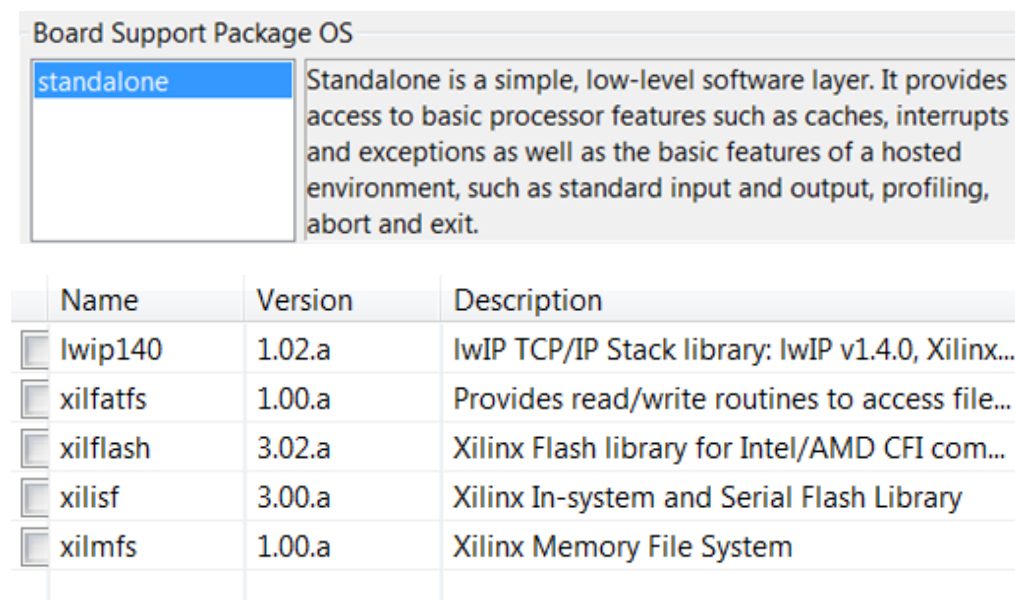 Board Support Package OS
standalone
Standalone is a simple, low-level software layer. It provides
access to basic processor features such as caches, interrupts
and exceptions as well as the basic features of a hosted
environment, such as standard input and output, profiling,
abort and exit.
Name Version Description
lwip140 1.02.a lwIP TCP/IP Stack library: lwIP v1.4.0, Xilinx...
xilfatfs 1.00.a Provides read/write routines to access file...
xilflash 3.02.a Xilinx Flash library for Intel/AMD CFI com...
xilisf 3.00.a Xilinx In-system and Serial Flash Library
xilmfs 1.00.a Xilinx Memory File System